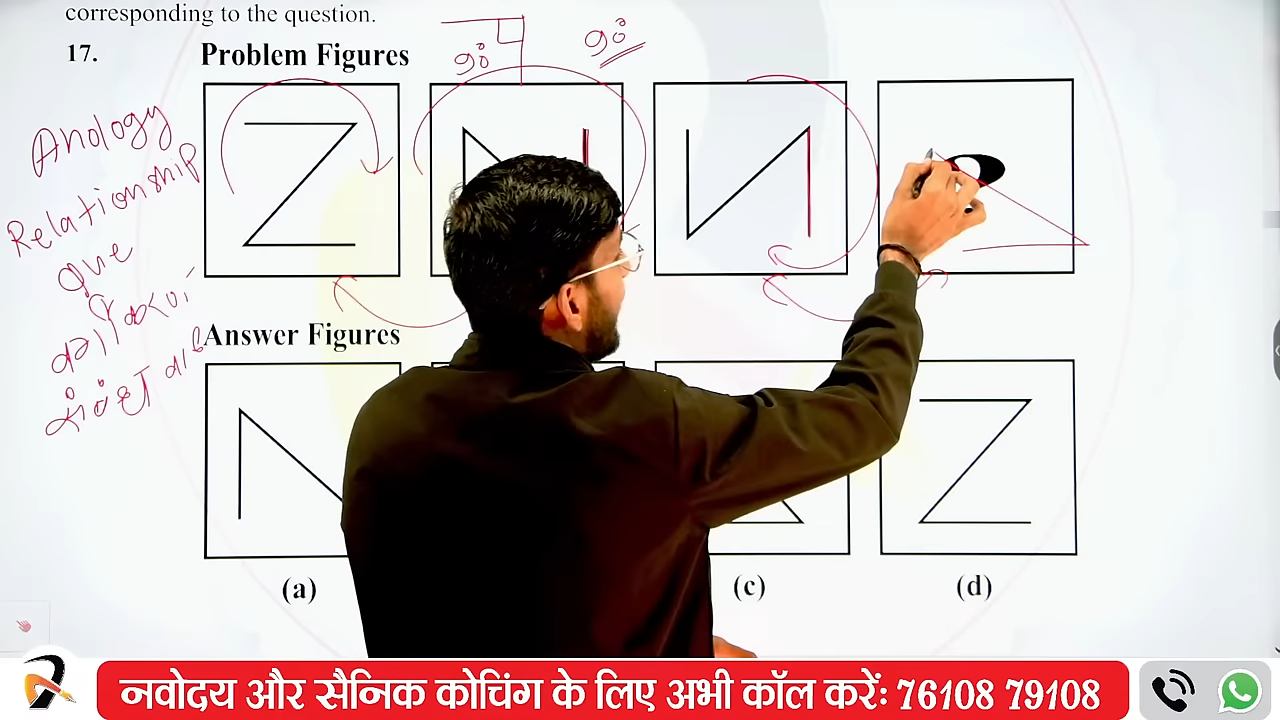 corresponding to the question.
17. Problem Figures
90°
90°
Anology
Relationship
que
Answer Figures
(a)
(c)
(d)
नवोदय और सैनिक कोचिंग के लिए अभी कॉल करें: 76108 79108